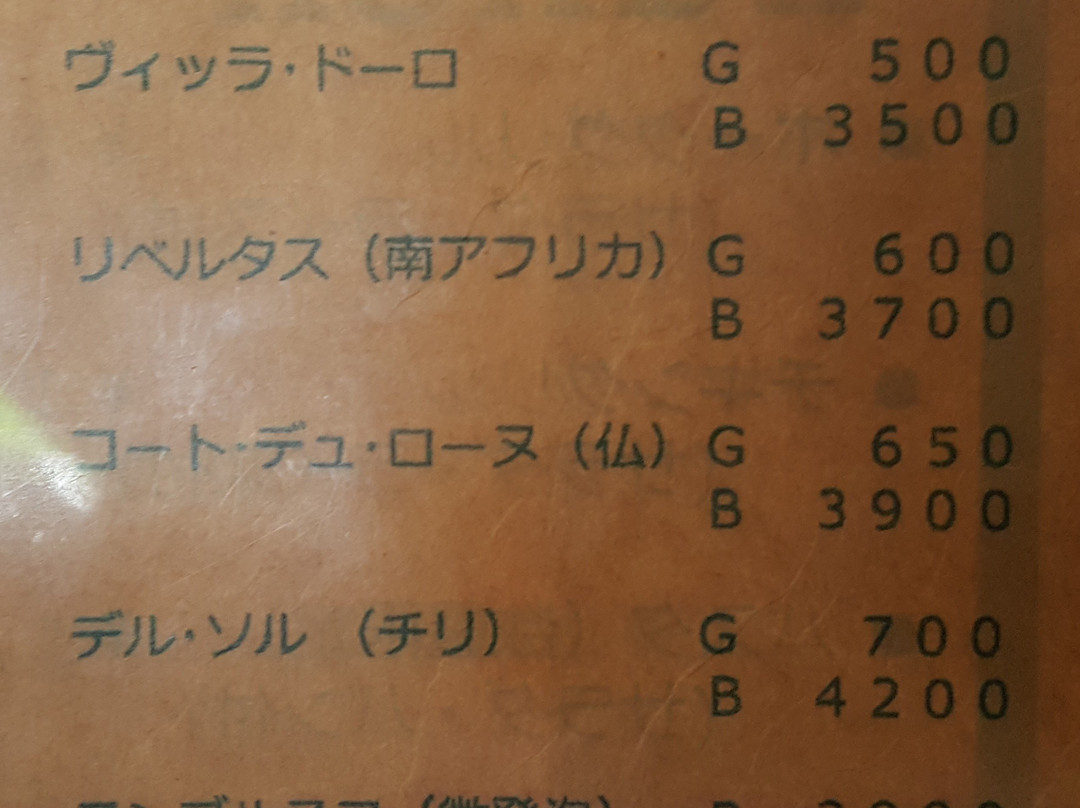 ヴィッラ・ドーロ G 500
B 3500
リベルタス（南アフリカ） G 600
B 3700
コート・デュ・ローヌ（仏） G 650
B 3900
デル・ソル （チリ） G 700
B 4200